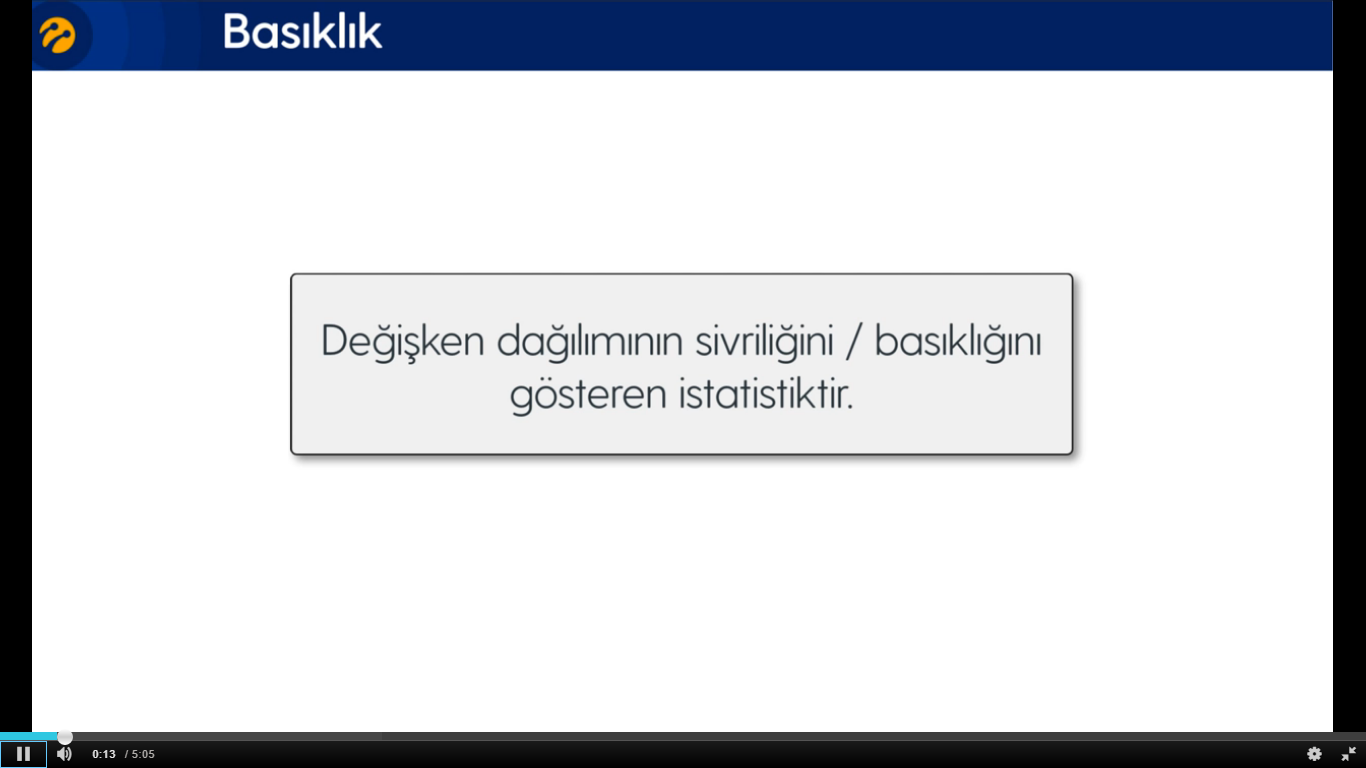 Basıklık
Değişken dağılımının sivriliğini / basıklığını
gösteren istatistiktir.
0:13 / 5:05